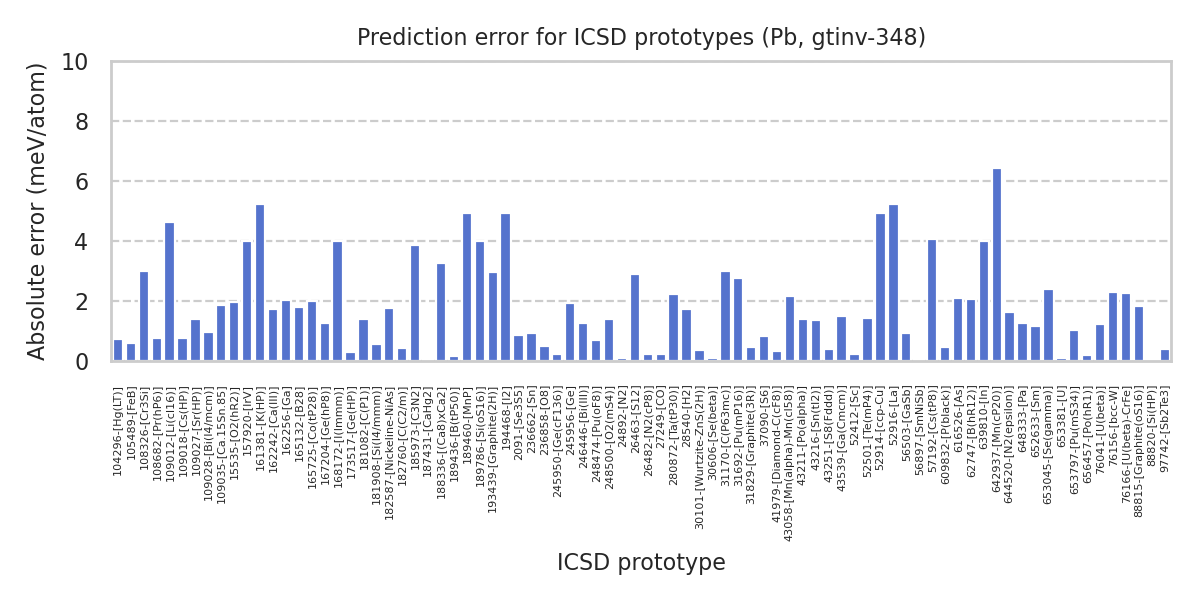 Prediction error for ICSD prototypes (Pb, gtinv-348)
Absolute error (meV/atom)
10
8
6
4
2
0
104296-[Hg(LT)]
105489-[FeB]
108326-[Cr3Si]
108682-[Pr(hP6)]
109012-[Li(cI16)]
109018-[Cs(HP)]
109027-[Sr(HP)]
109028-[Bi(I4/mcm)]
109035-[Ca.15Sn.85]
15535-[O2(hR2)]
157920-[IrV]
161381-[K(HP)]
162242-[Ca(III)]
162256-[Ga]
165132-[B28]
165725-[Co(tP28)]
167204-[Ge(hP8)]
168172-[I(Immm)]
173517-[Ge(HP)]
181082-[C(P1)]
181908-[Si(I4/mmm)]
182587-[Nickeline-NiAs]
182760-[C(C2/m)]
185973-[C3N2]
187431-[CaHg2]
188336-[(Ca8)xCa2]
189436-[B(tP50)]
189460-[MnP]
189786-[Si(oS16)]
193439-[Graphite(2H)]
194468-[I2]
2091-[Se3S5]
236662-[Sn]
236858-[O8]
245950-[Ge(cF136)]
245956-[Ge]
246446-[Bi(III)]
248474-[Pu(oF8)]
248500-[O2(mS4)]
24892-[N2]
26463-[S12]
26482-[N2(cP8)]
27249-[CO]
280872-[Ta(tP30)]
28540-[H2]
30101-[Wurtzite-ZnS(2H)]
30606-[Se(beta)]
31170-[C(P63mc)]
31692-[Pu(mP16)]
31829-[Graphite(3R)]
37090-[S6]
41979-[Diamond-C(cF8)]
43058-[Mn(alpha)-Mn(cI58)]
43211-[Po(alpha)]
43216-[Sn(tI2)]
43251-[S8(Fddd)]
43539-[Ga(Cmcm)]
52412-[Sc]
52501-[Te(mP4)]
52914-[ccp-Cu]
52916-[La]
56503-[GaSb]
56897-[SmNiSb]
57192-[Cs(tP8)]
609832-[P(black)]
616526-[As]
62747-[B(hR12)]
639810-[In]
642937-[Mn(cP20)]
644520-[N2(epsilon)]
648333-[Pa]
652633-[Sm]
653045-[Se(gamma)]
653381-[U]
653797-[Pu(mS34)]
656457-[Po(hR1)]
76041-[U(beta)]
76156-[bcc-W]
76166-[U(beta)-CrFe]
88815-[Graphite(oS16)]
88820-[Si(HP)]
97742-[Sb2Te3]
ICSD prototype